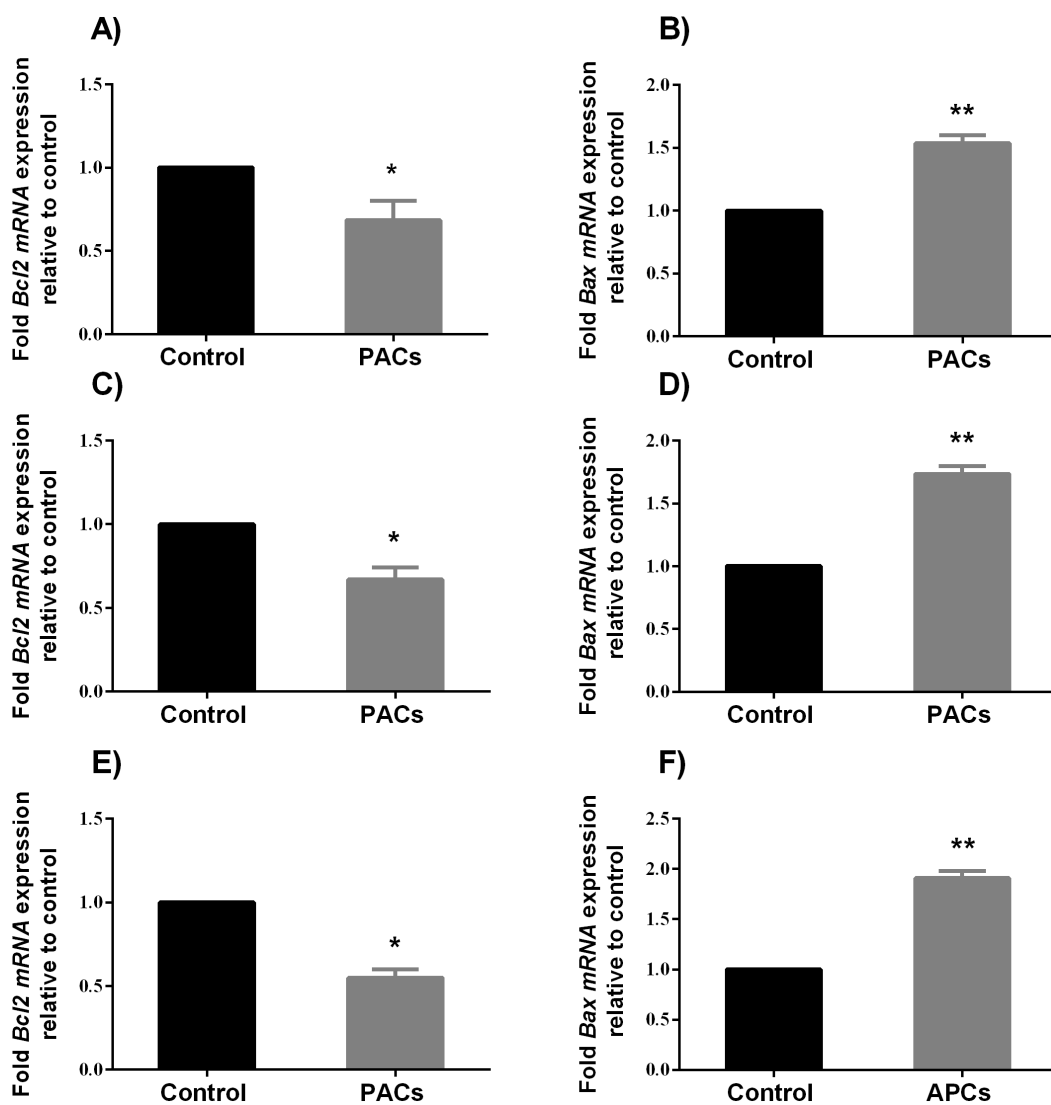 A)
Fold Bcl2 mRNA expression
relative to control
1.5
1.0
0.5
0.0
*
Control PACs
B)
Fold Bax mRNA expression
relative to control
2.0
1.5
1.0
0.5
0.0
**
Control PACs
C)
Fold Bcl2 mRNA expression
relative to control
1.5
1.0
0.5
0.0
*
Control PACs
D)
Fold Bax mRNA expression
relative to control
2.0
1.5
1.0
0.5
0.0
**
Control PACs
E)
Fold Bcl2 mRNA expression
relative to control
1.5
1.0
0.5
0.0
*
Control PACs
F)
Fold Bax mRNA expression
relative to control
2.5
2.0
1.5
1.0
0.5
0.0
**
Control APCs